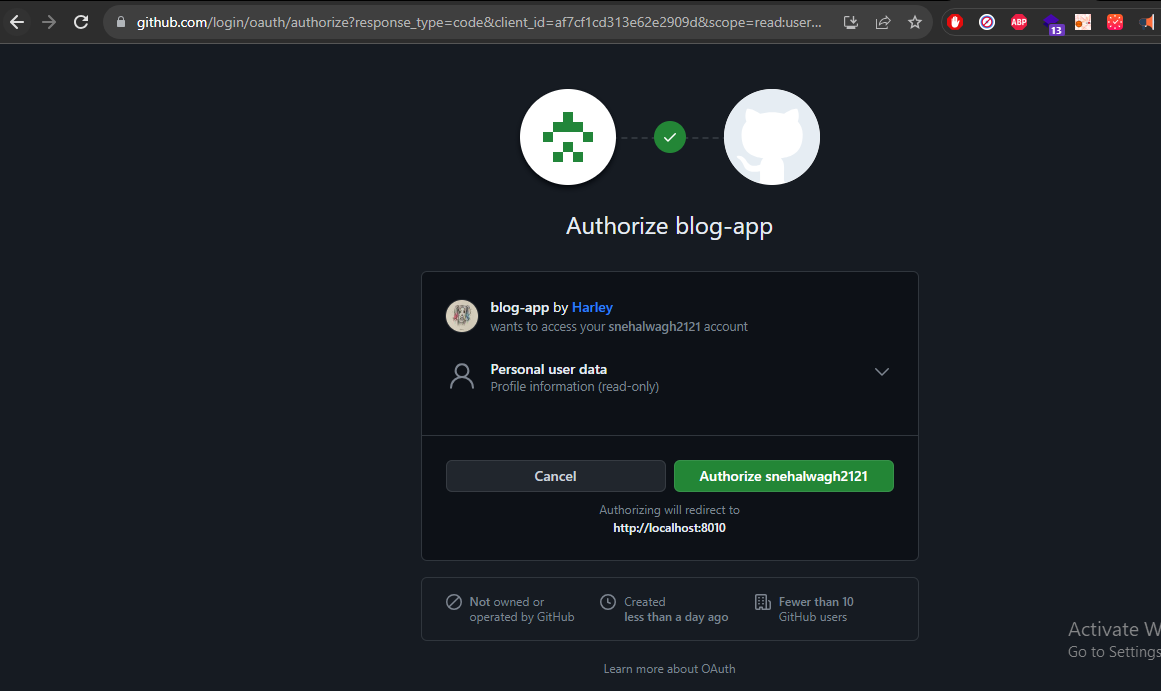 github.com/login/oauth/authorize?response_type=code&client_id=af7cf1cd313e62e2909d&scope=read:user...
ABP
13
Authorize blog-app
blog-app by Harley
wants to access your snehalwagh2121 account
Personal user data
Profile information (read-only)
Cancel
Authorize snehalwagh2121
Authorizing will redirect to
http://localhost:8010
Not owned or
operated by GitHub
Created
less than a day ago
Fewer than 10
GitHub users
Activate W
Go to Settings
Learn more about OAuth